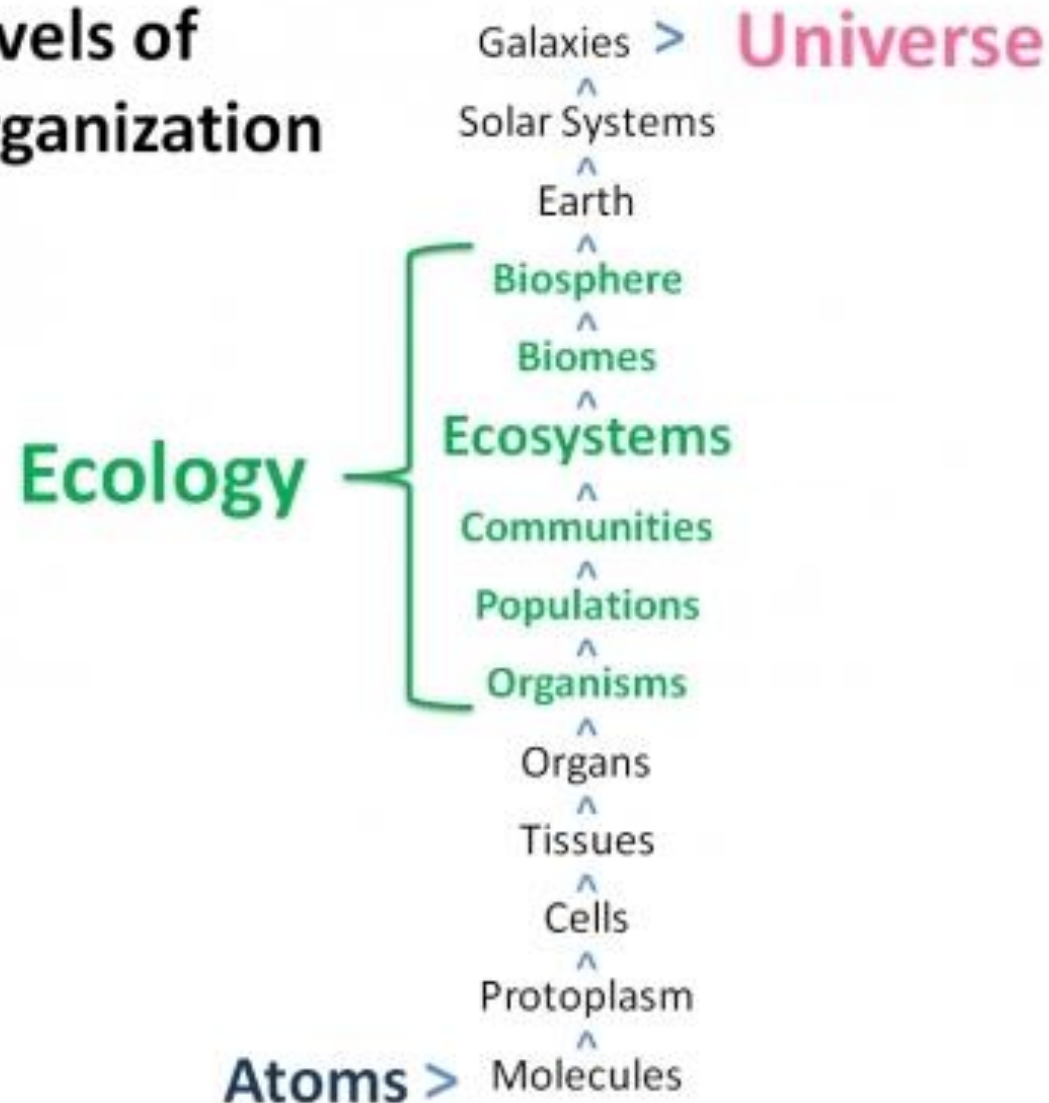 vels of
ganization
Galaxies > Universe
^
Solar Systems
^
Earth
^
Biosphere
^
Biomes
^
Ecosystems
^
Communities
^
Populations
^
Organisms
^
Organs
^
Tissues
^
Cells
^
Protoplasm
^
Atoms > Molecules
Ecology